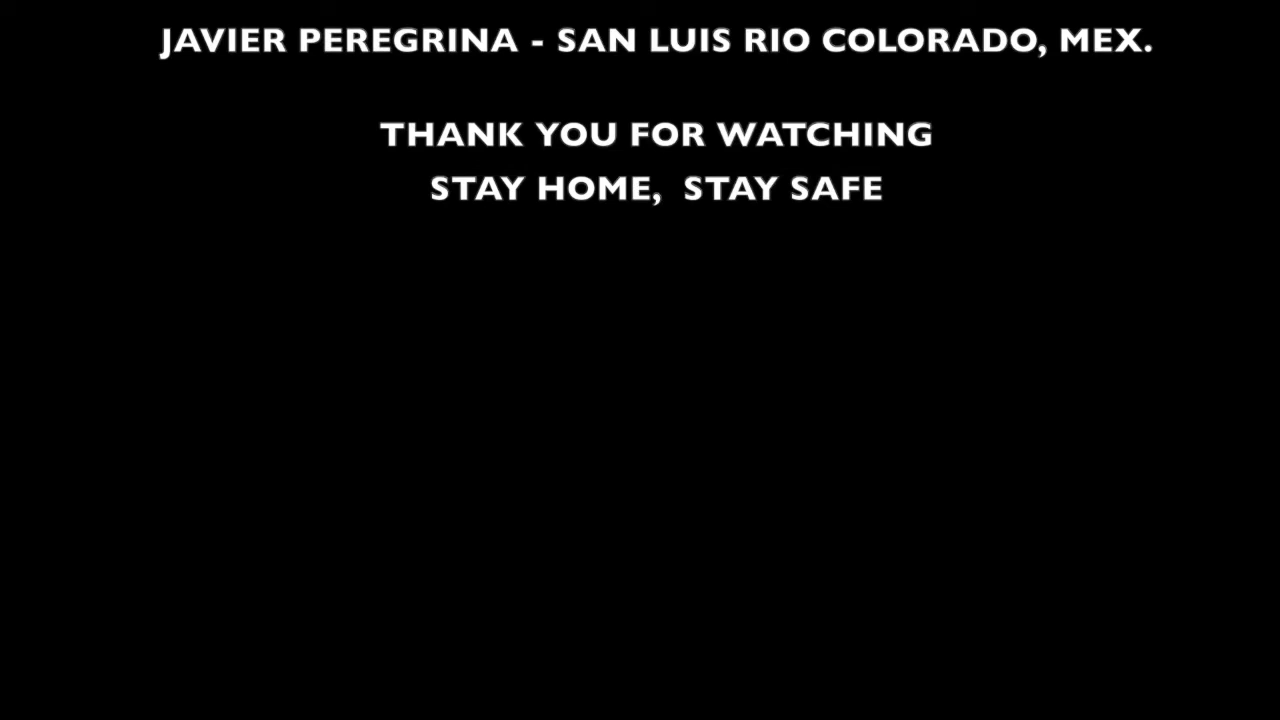 JAVIER PEREGRINA - SAN LUIS RIO COLORADO, MEX.
THANK YOU FOR WATCHING
STAY HOME,  STAY SAFE